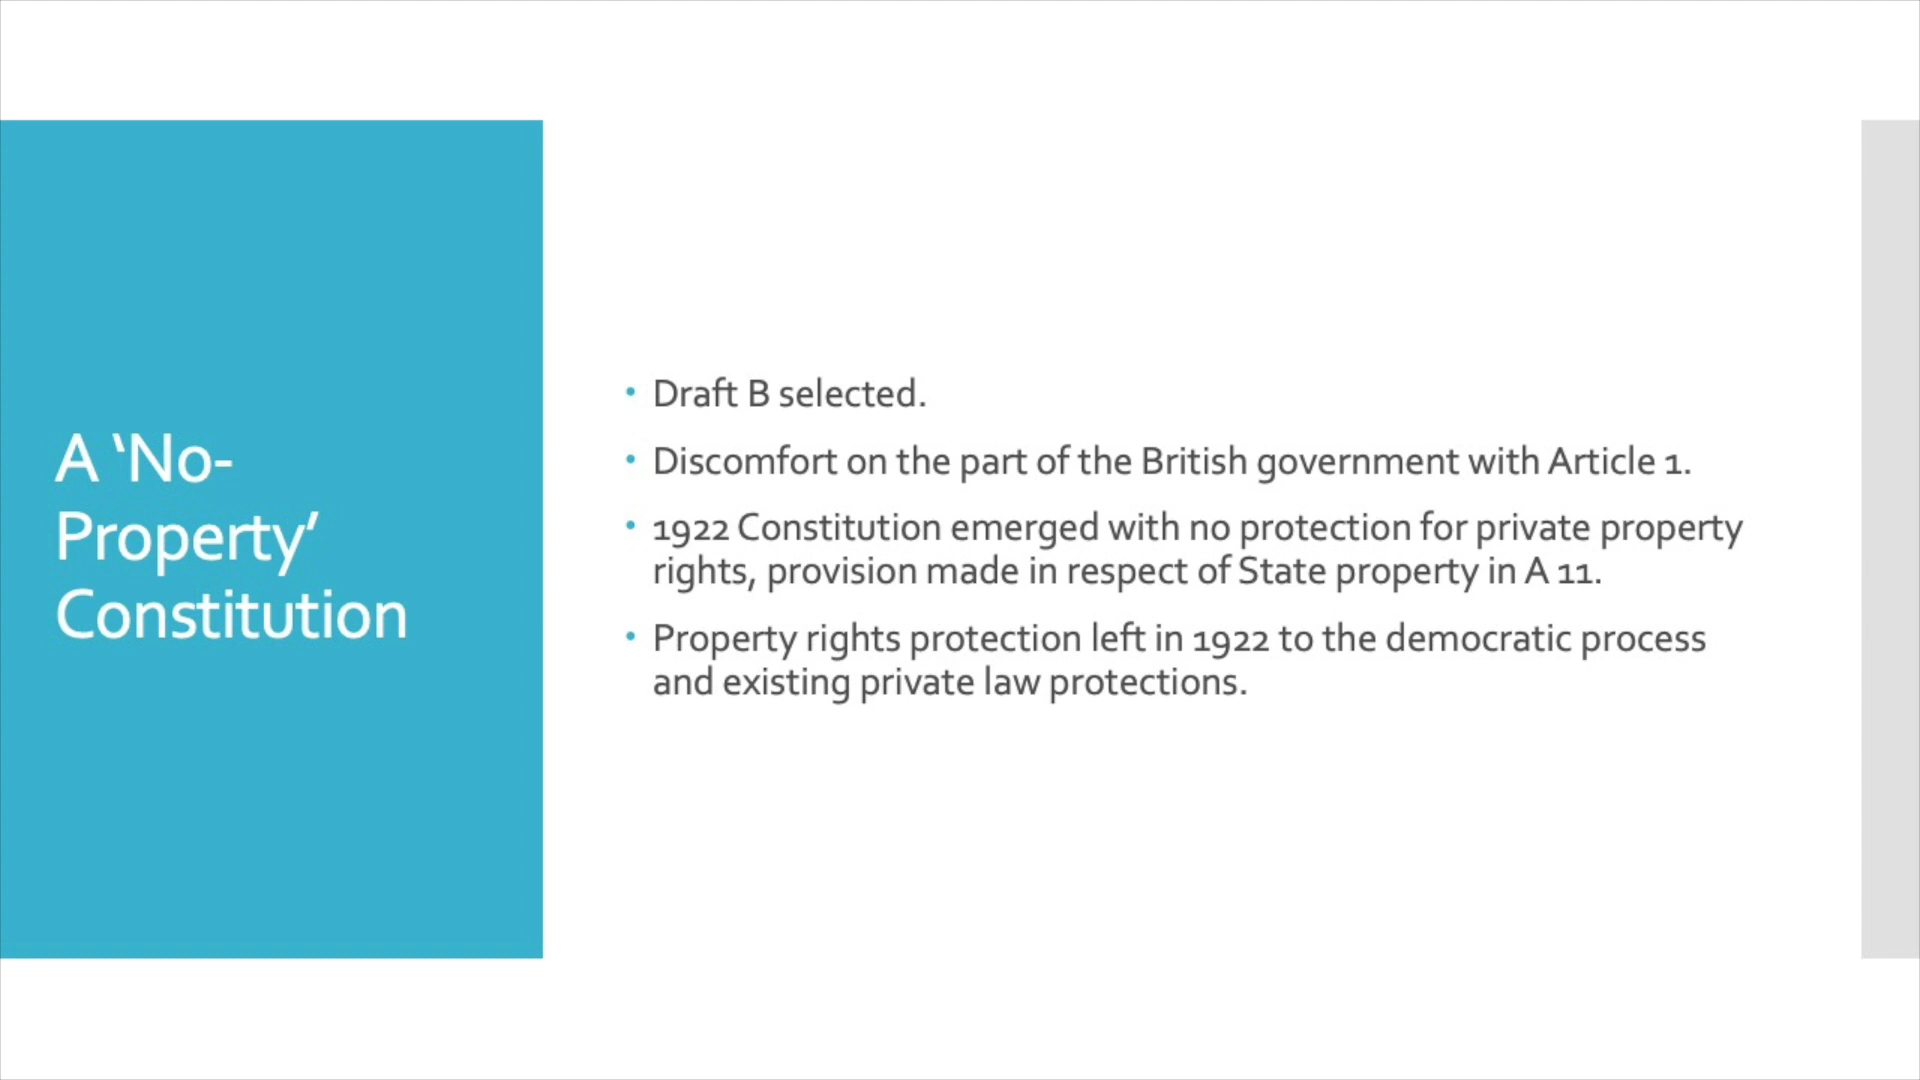 A ‘No-
Property’
Constitution
• Draft B selected.
• Discomfort on the part of the British government with Article 1.
• 1922 Constitution emerged with no protection for private property
rights, provision made in respect of State property in A 11.
• Property rights protection left in 1922 to the democratic process
and existing private law protections.